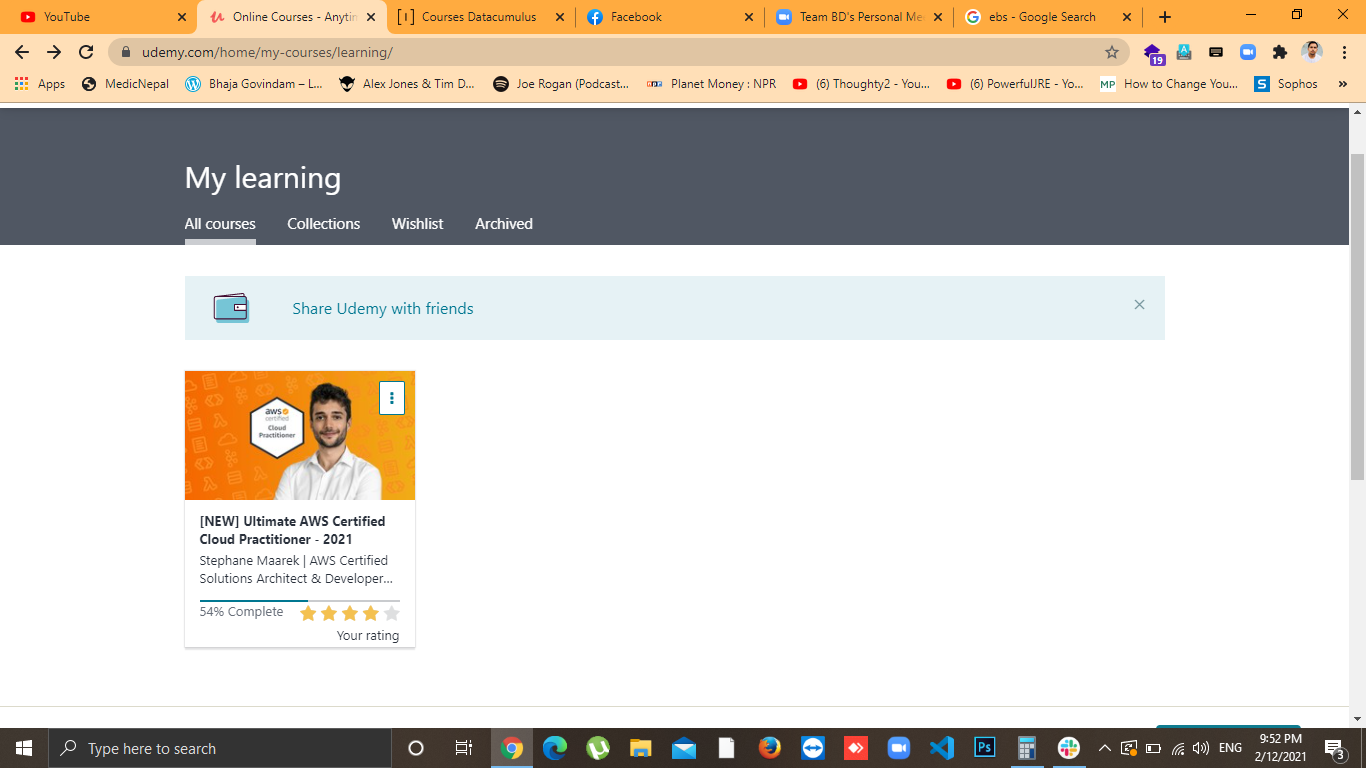 YouTube
Online Courses - Anytin
Courses Datacumulus
Facebook
Team BD's Personal Me
ebs - Google Search
udemy.com/home/my-courses/learning/
19
Apps
MedicNepal
Bhaja Govindam – L...
Alex Jones & Tim D...
Joe Rogan (Podcast...
npr
Planet Money : NPR
(6) Thoughty2 - You...
(6) PowerfulJRE - Yo...
MP
How to Change You...
S
Sophos
»
My learning
All courses
Collections
Wishlist
Archived
Share Udemy with friends
aws
certified
Cloud
Practitioner
[NEW] Ultimate AWS Certified
Cloud Practitioner - 2021
Stephane Maarek | AWS Certified
Solutions Architect & Developer...
54% Complete
Your rating
Type here to search
Ps
ENG
9:52 PM
2/12/2021
3